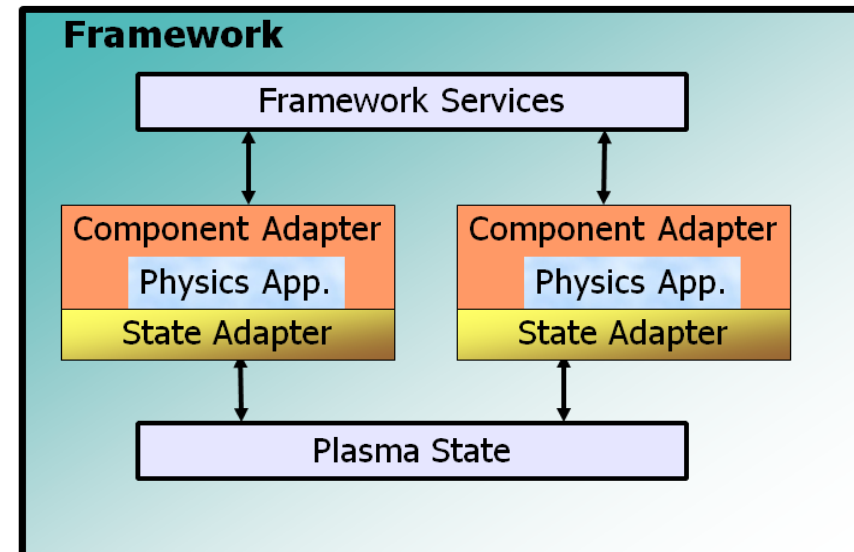 Framework
Framework Services
Component Adapter
Physics App.
State Adapter
Component Adapter
Physics App.
State Adapter
Plasma State